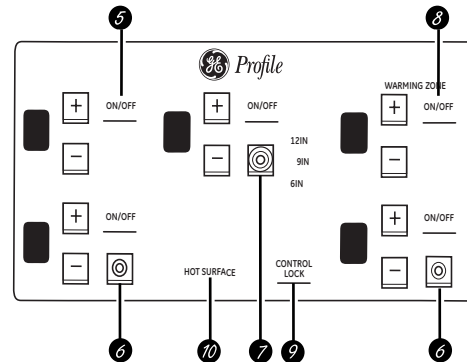 5
8
GE Profile
WARMING ZONE
+ ON/OFF
+ ON/OFF
+ ON/OFF
12IN
9IN
6IN
−
−
−
+ ON/OFF
+ ON/OFF
−
−
HOT SURFACE
CONTROL
LOCK
6
10
7
9
6